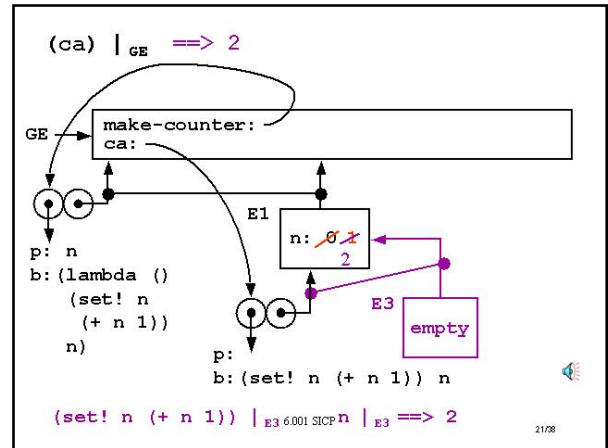 (ca) | GE ==> 2
make-counter:
GE
ca:
E1
n: 0 1
2
p: n
b:(lambda ()
(set! n
(+ n 1))
n)
E3
empty
p:
b:(set! n (+ n 1)) n
(set! n (+ n 1)) | E3 6.001 SICP n | E3 ==> 2
21/38